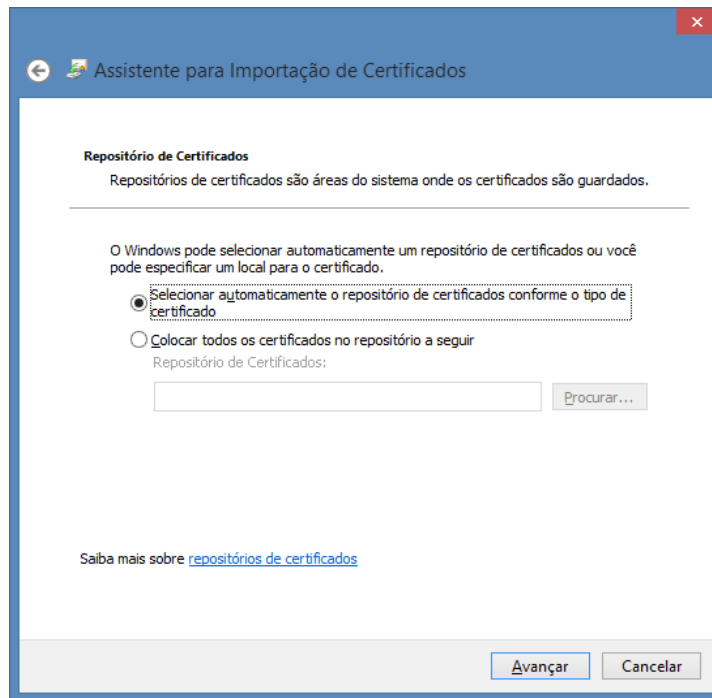 Assistente para Importação de Certificados
Repositório de Certificados
Repositórios de certificados são áreas do sistema onde os certificados são guardados.
O Windows pode selecionar automaticamente um repositório de certificados ou você
pode especificar um local para o certificado.
Selecionar automaticamente o repositório de certificados conforme o tipo de
certificado
Colocar todos os certificados no repositório a seguir
Repositório de Certificados:
Procurar...
Saiba mais sobre repositórios de certificados
Avançar Cancelar